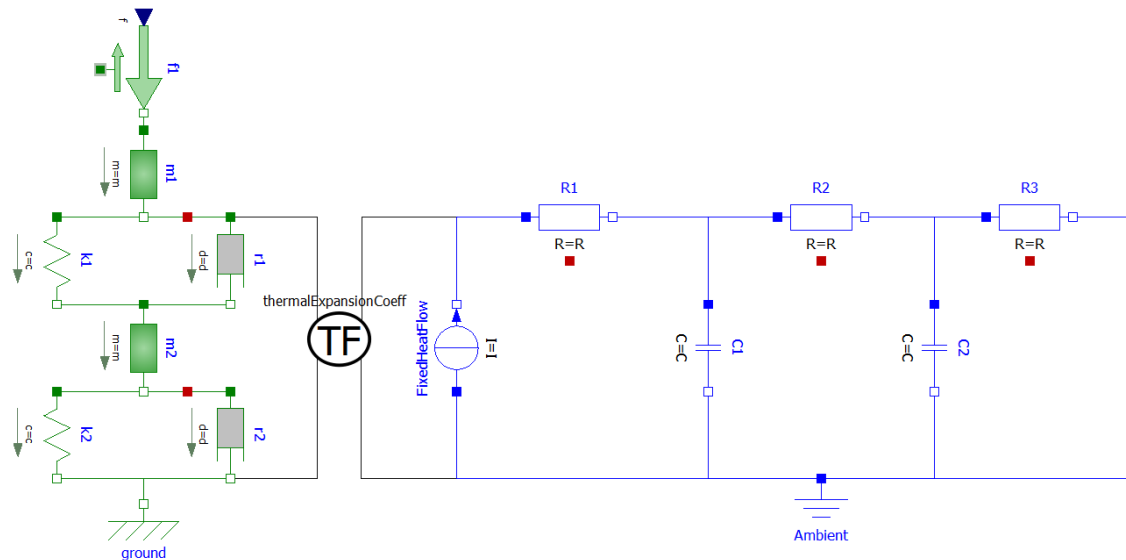 f
f1
m1
m=m
k1
c=c
r1
d=d
m2
m=m
k2
c=c
r2
d=d
ground
thermalExpansionCoeff
TF
FixedHeatFlow
I=I
R1
R=R
C1
C=C
R2
R=R
C2
C=C
R3
R=R
Ambient